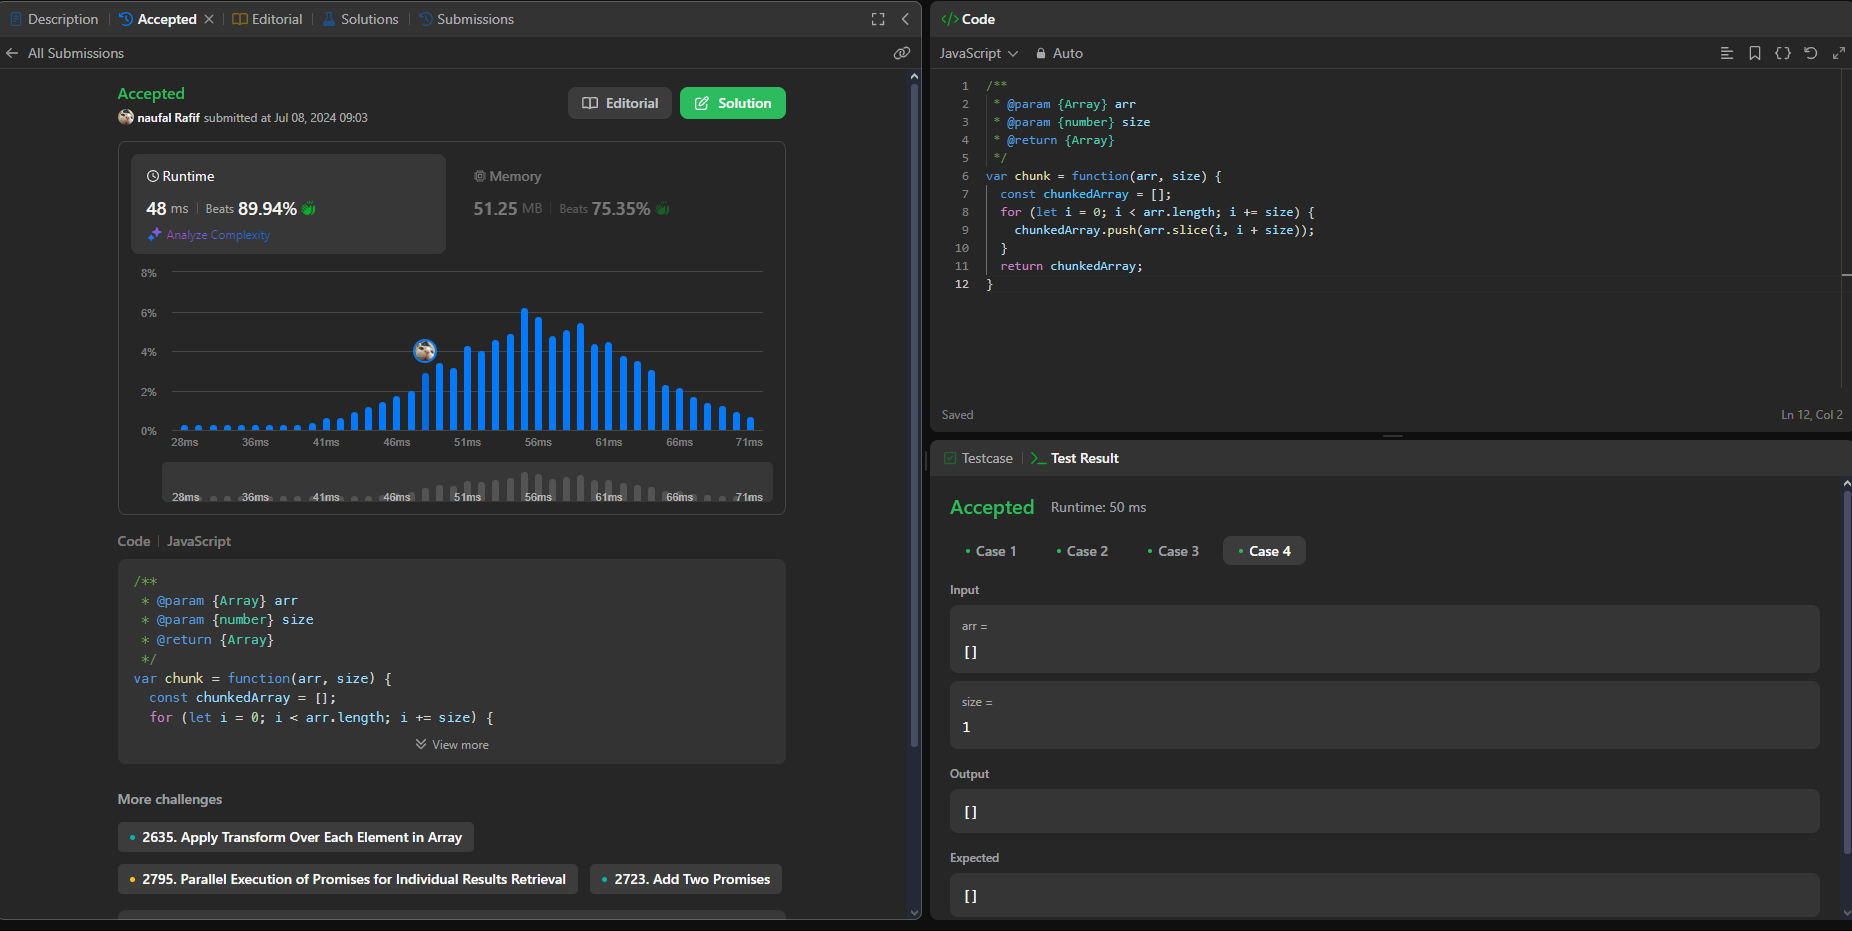 Description
Accepted
Editorial
Solutions
Submissions
All Submissions
Accepted
naufal Rafif submitted at Jul 08, 2024 09:03
Editorial
Solution
Runtime
48 ms
Beats 89.94%
Analyze Complexity
Memory
51.25 MB
Beats 75.35%
8%
6%
4%
2%
0%
28ms 36ms 41ms 46ms 51ms 56ms 61ms 66ms 71ms
28ms 36ms 41ms 46ms 51ms 56ms 61ms 66ms 71ms
Code
JavaScript
/**
 * @param {Array} arr
 * @param {number} size
 * @return {Array}
 */
var chunk = function(arr, size) {
  const chunkedArray = [];
  for (let i = 0; i < arr.length; i += size) {
View more
More challenges
2635. Apply Transform Over Each Element in Array
2795. Parallel Execution of Promises for Individual Results Retrieval
2723. Add Two Promises
</> Code
JavaScript
Auto
1 /**
2  * @param {Array} arr
3  * @param {number} size
4  * @return {Array}
5  */
6 var chunk = function(arr, size) {
7   const chunkedArray = [];
8   for (let i = 0; i < arr.length; i += size) {
9     chunkedArray.push(arr.slice(i, i + size));
10   }
11   return chunkedArray;
12 }
Saved
Ln 12, Col 2
Testcase
Test Result
Accepted
Runtime: 50 ms
Case 1
Case 2
Case 3
Case 4
Input
arr =
[]
size =
1
Output
[]
Expected
[]